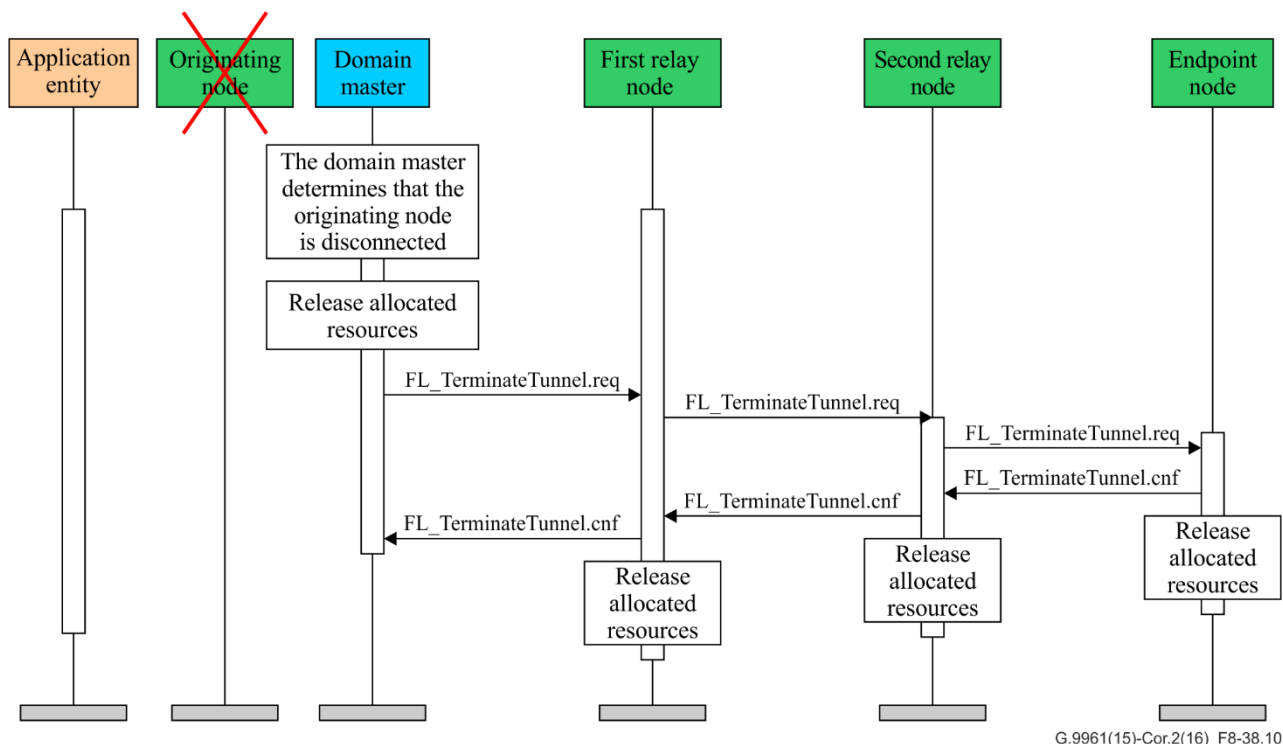 Application
entity
Originating
node
Domain
master
First relay
node
Second relay
node
Endpoint
node
The domain master
determines that the
originating node
is disconnected
Release allocated
resources
FL_TerminateTunnel.req
FL_TerminateTunnel.req
FL_TerminateTunnel.req
FL_TerminateTunnel.cnf
FL_TerminateTunnel.cnf
FL_TerminateTunnel.cnf
Release
allocated
resources
Release
allocated
resources
Release
allocated
resources
G.9961(15)-Cor.2(16)_F8-38.10